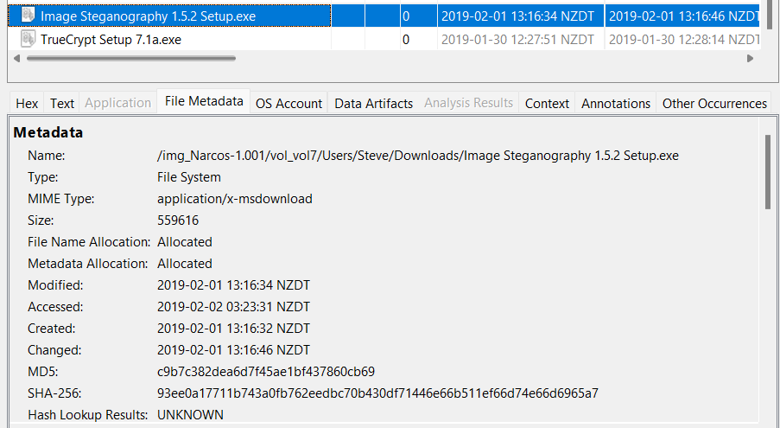 Image Steganography 1.5.2 Setup.exe 0 2019-02-01 13:16:34 NZDT 2019-02-01 13:16:46 NZDT
TrueCrypt Setup 7.1a.exe 0 2019-01-30 12:27:51 NZDT 2019-01-30 12:28:14 NZDT
Hex Text Application File Metadata OS Account Data Artifacts Analysis Results Context Annotations Other Occurrences
Metadata
Name: /img_Narcos-1.001/vol_vol7/Users/Steve/Downloads/Image Steganography 1.5.2 Setup.exe
Type: File System
MIME Type: application/x-msdownload
Size: 559616
File Name Allocation: Allocated
Metadata Allocation: Allocated
Modified: 2019-02-01 13:16:34 NZDT
Accessed: 2019-02-02 03:23:31 NZDT
Created: 2019-02-01 13:16:32 NZDT
Changed: 2019-02-01 13:16:46 NZDT
MD5: c9b7c382dea6d7f45ae1bf437860cb69
SHA-256: 93ee0a17711b743a0fb762eedbc70b430df71446e66b511ef66d74e66d6965a7
Hash Lookup Results: UNKNOWN